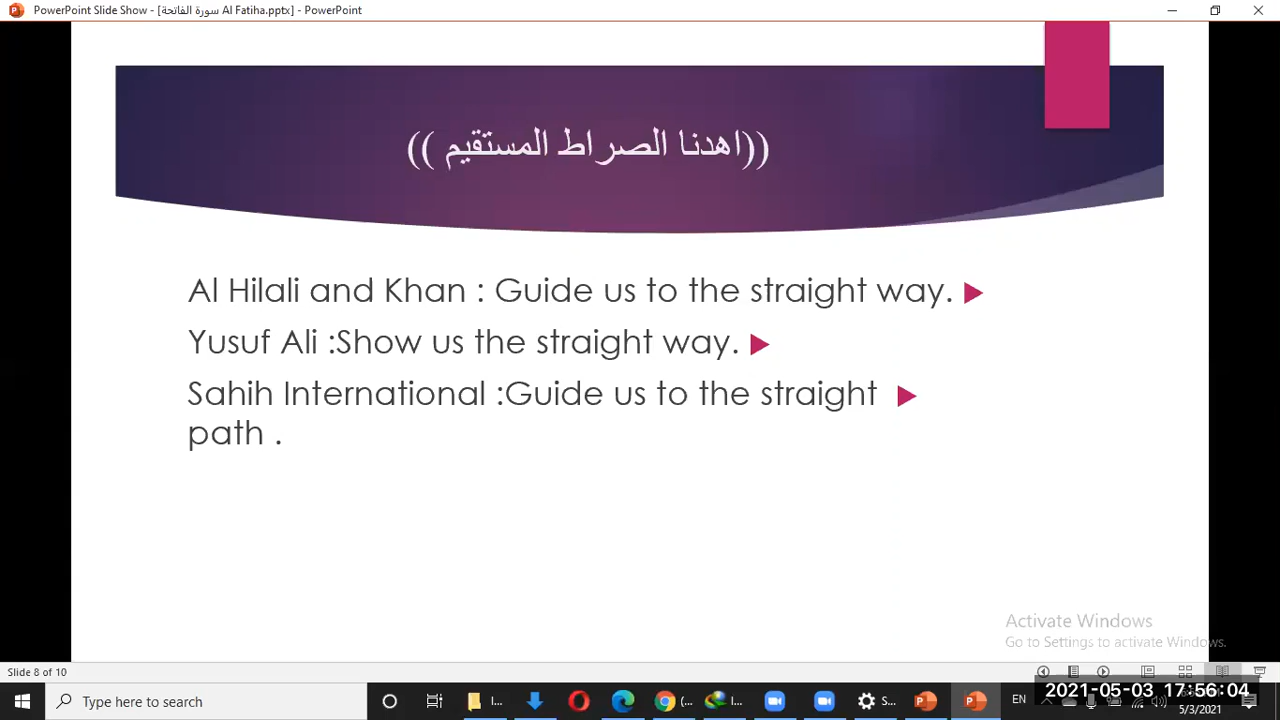 PowerPoint Slide Show - [سورة الفاتحة Al Fatiha.pptx] - PowerPoint
((اهدنا الصراط المستقيم ))
Al Hilali and Khan : Guide us to the straight way.
Yusuf Ali :Show us the straight way.
Sahih International :Guide us to the straight
path .
Activate Windows
Go to Settings to activate Windows.
Slide 8 of 10
Type here to search
I...
(...
I...
S...
EN
2021-05-03 17:56:04
5/3/2021